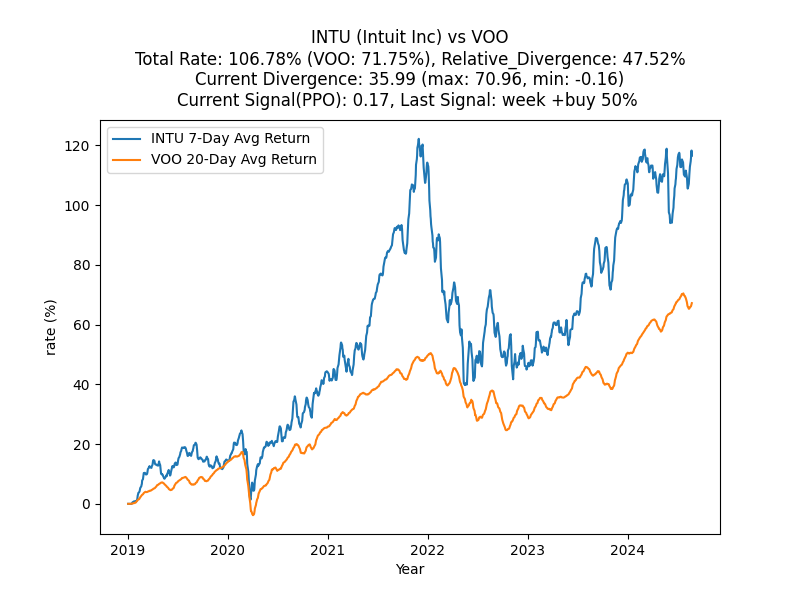 INTU (Intuit Inc) vs VOO
Total Rate: 106.78% (VOO: 71.75%), Relative_Divergence: 47.52%
Current Divergence: 35.99 (max: 70.96, min: -0.16)
Current Signal(PPO): 0.17, Last Signal: week +buy 50%
INTU 7-Day Avg Return
VOO 20-Day Avg Return
120
100
80
60
40
20
0
rate (%)
2019
2020
2021
2022
2023
2024
Year